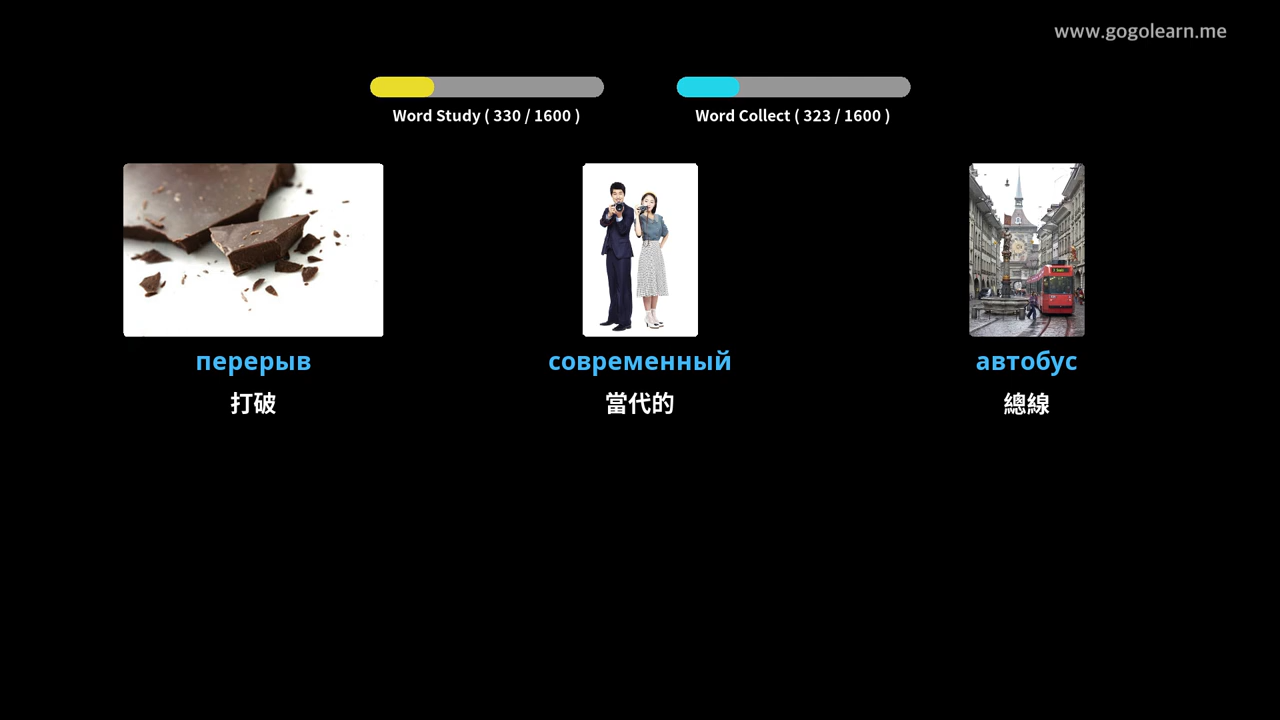 www.gogolearn.me
Word Study ( 330 / 1600 )
Word Collect ( 323 / 1600 )
перерыв
современный
автобус
打破
當代的
總線